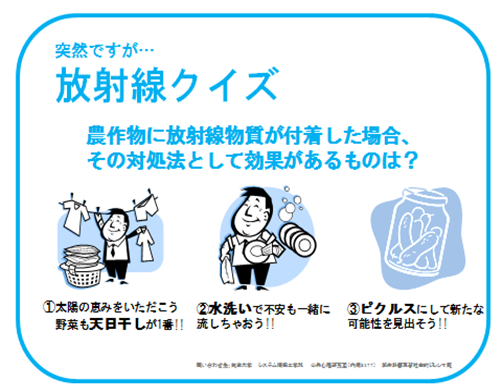 突然ですが…
放射線クイズ
農作物に放射線物質が付着した場合、
その対処法として効果があるものは？
①太陽の恵みをいただこう
野菜も天日干しが1番!!
②水洗いで不安も一緒に
流しちゃおう!!
③ピクルスにして新たな
可能性を見出そう!!